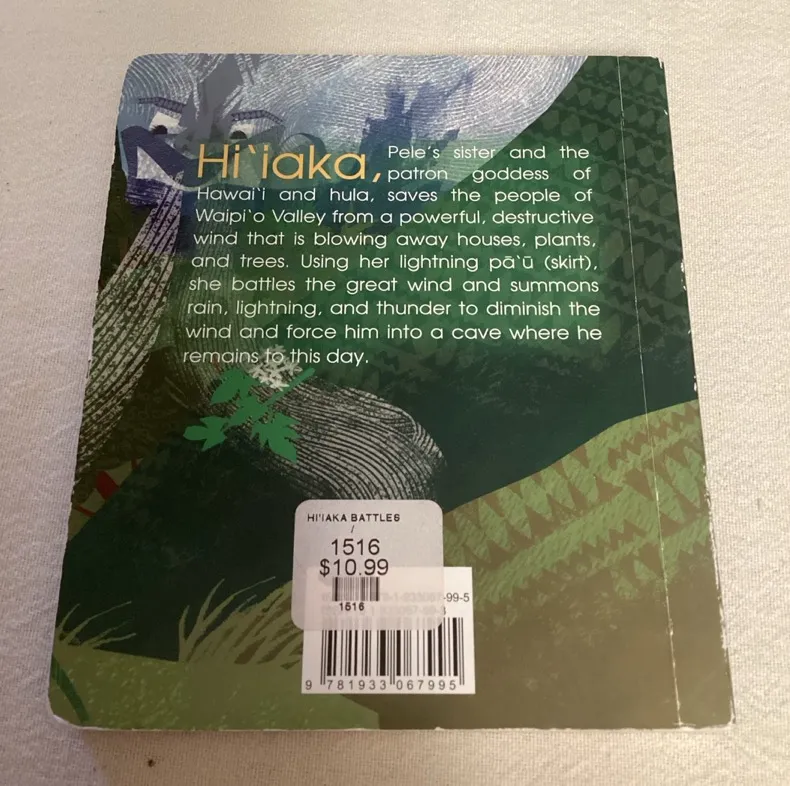 Hi`iaka, Pele's sister and the
patron goddess of
Hawai`i and hula, saves the people of
Waipi`o Valley from a powerful, destructive
wind that is blowing away houses, plants,
and trees. Using her lightning pā`ū (skirt),
she battles the great wind and summons
rain, lightning, and thunder to diminish the
wind and force him into a cave where he
remains to this day.
HI'IAKA BATTLES
/
1516
$10.99
1516
-99-5
9 781933 067995